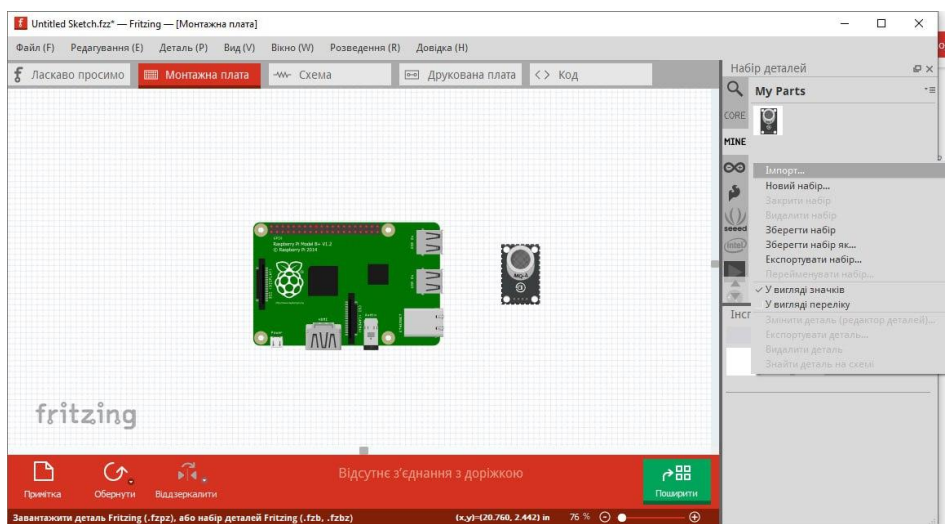 Untitled Sketch.fzz* — Fritzing — [Монтажна плата]
Файл (F) Редагування (E) Деталь (P) Вид (V) Вікно (W) Розведення (R) Довідка (H)
Ласкаво просимо Монтажна плата Схема Друкована плата <> Код
Набір деталей
My Parts
CORE
MINE
Імпорт...
Новий набір...
Закрити набір
Видалити набір
Зберегти набір
Зберегти набір як...
Експортувати набір...
Перейменувати набір...
У вигляді значків
У вигляді переліку
Змінити деталь (редактор деталей)...
Експортувати деталь...
Видалити деталь
Знайти деталь на схемі
seeed
intel
Інсп
Raspberry Pi Model B+ V1.2
© Raspberry Pi 2014
Power
HDMI
ETHERNET
MQ-4
fritzing
Примітка Обернути Віддзеркалити
Відсутнє з'єднання з доріжкою
Поширити
Завантажити деталь Fritzing (.fzpz), або набір деталей Fritzing (.fzb, .fzbz) (x,y)=(20.760, 2.442) in 76 %